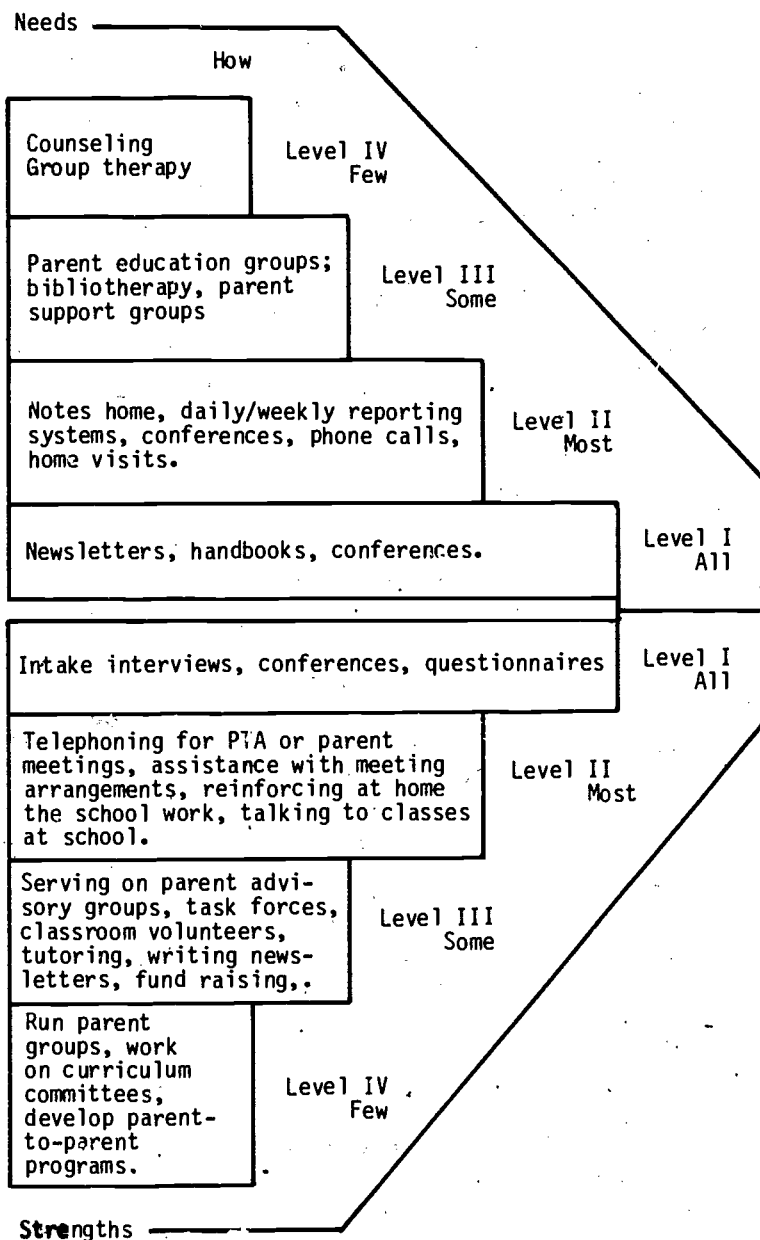 Needs
How
Counseling
Group therapy
Level IV
Few
Parent education groups;
bibliotherapy, parent
support groups
Level III
Some
Notes home, daily/weekly reporting
systems, conferences, phone calls,
home visits.
Level II
Most
Newsletters, handbooks, conferences.
Level I
All
Intake interviews, conferences, questionnaires
Level I
All
Telephoning for PTA or parent
meetings, assistance with meeting
arrangements, reinforcing at home
the school work, talking to classes
at school.
Level II
Most
Serving on parent advi-
sory groups, task forces,
classroom volunteers,
tutoring, writing news-
letters, fund raising,.
Level III
Some
Run parent
groups, work
on curriculum
committees,
develop parent-
to-parent
programs.
Level IV
Few
Strengths